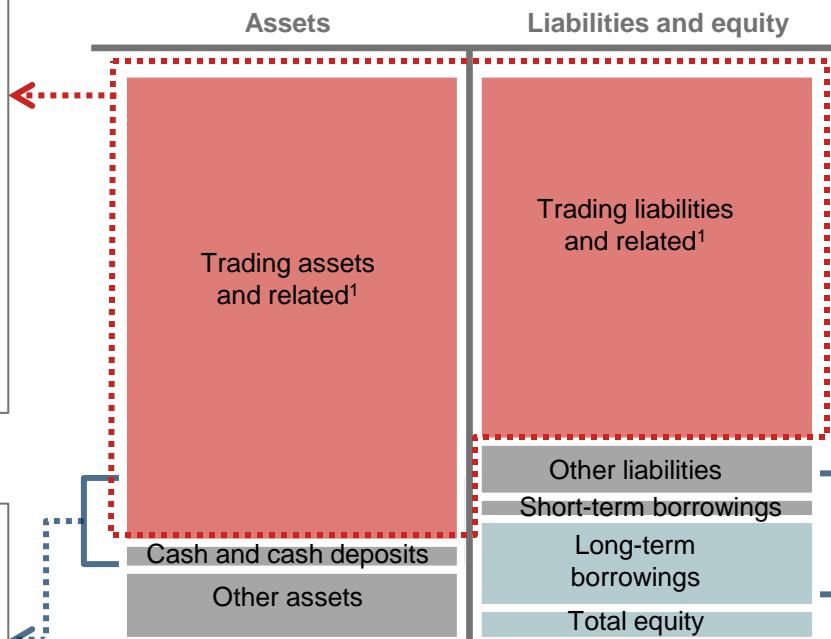 Assets
Liabilities and equity
Trading assets
and related¹
Cash and cash deposits
Other assets
Trading liabilities
and related¹
Other liabilities
Short-term borrowings
Long-term
borrowings
Total equity